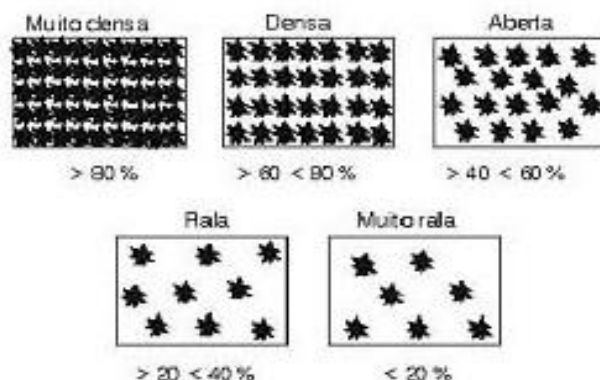 Muito densa
Densa
Aberta
> 80 %
> 60 < 80 %
> 40 < 60 %
Rala
Muito rala
> 20 < 40 %
< 20 %